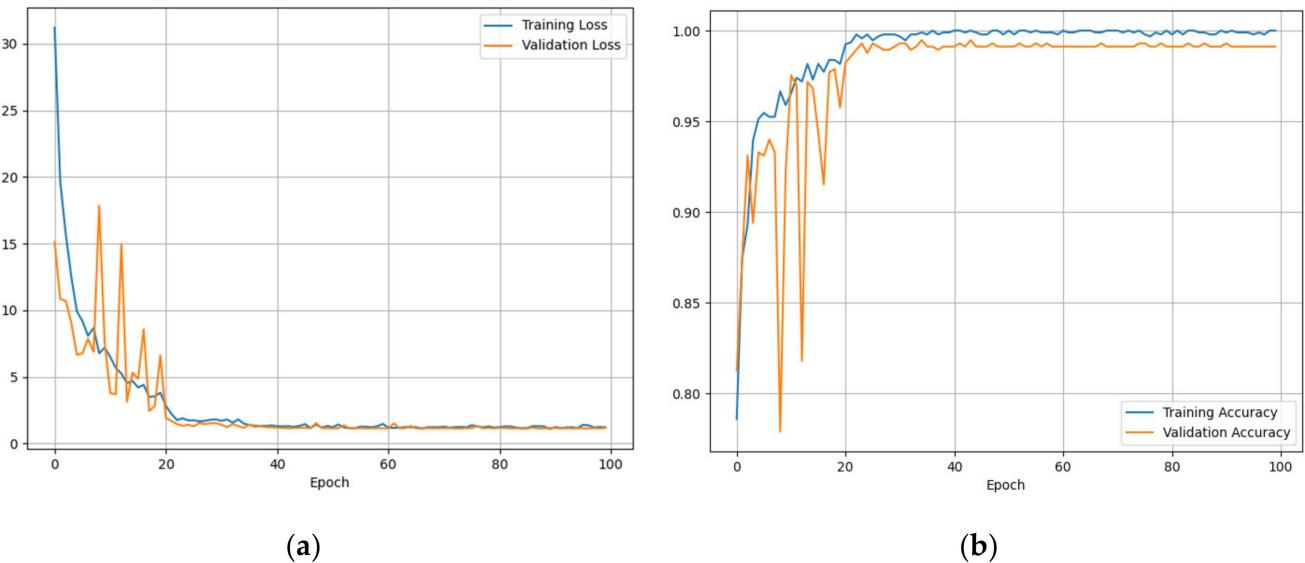 30
25
20
15
10
5
0
0 20 40 60 80 100
Epoch
Training Loss
Validation Loss
(a)
1.00
0.95
0.90
0.85
0.80
0 20 40 60 80 100
Epoch
Training Accuracy
Validation Accuracy
(b)